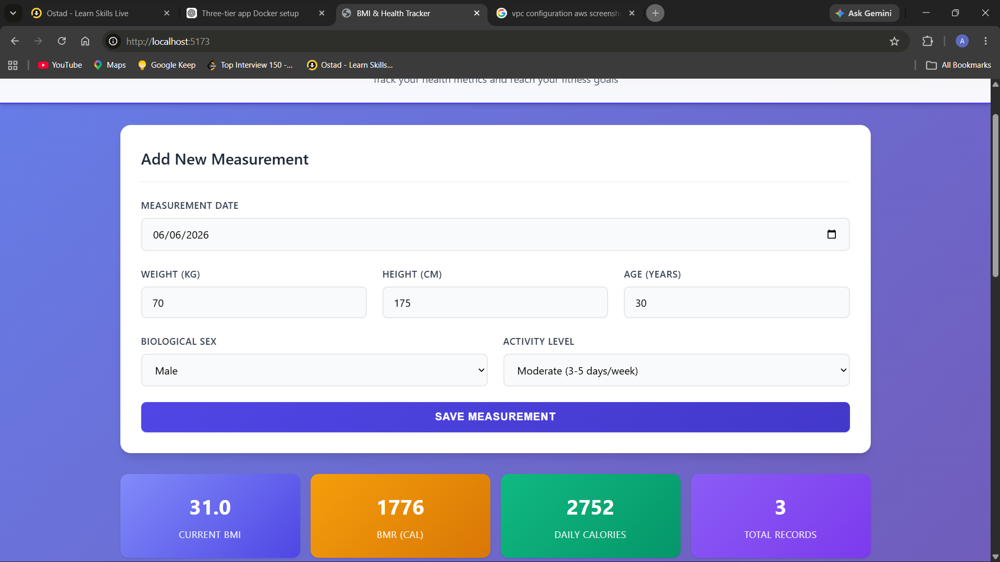 Ostad - Learn Skills Live
Three-tier app Docker setup
BMI & Health Tracker
vpc configuration aws screensh
Ask Gemini
http://localhost:5173
A
YouTube
Maps
Google Keep
Top Interview 150 -...
Ostad - Learn Skills...
All Bookmarks
Track your health metrics and reach your fitness goals
Add New Measurement
MEASUREMENT DATE
06/06/2026
WEIGHT (KG)
HEIGHT (CM)
AGE (YEARS)
70
175
30
BIOLOGICAL SEX
ACTIVITY LEVEL
Male
Moderate (3-5 days/week)
SAVE MEASUREMENT
31.0
CURRENT BMI
1776
BMR (CAL)
2752
DAILY CALORIES
3
TOTAL RECORDS